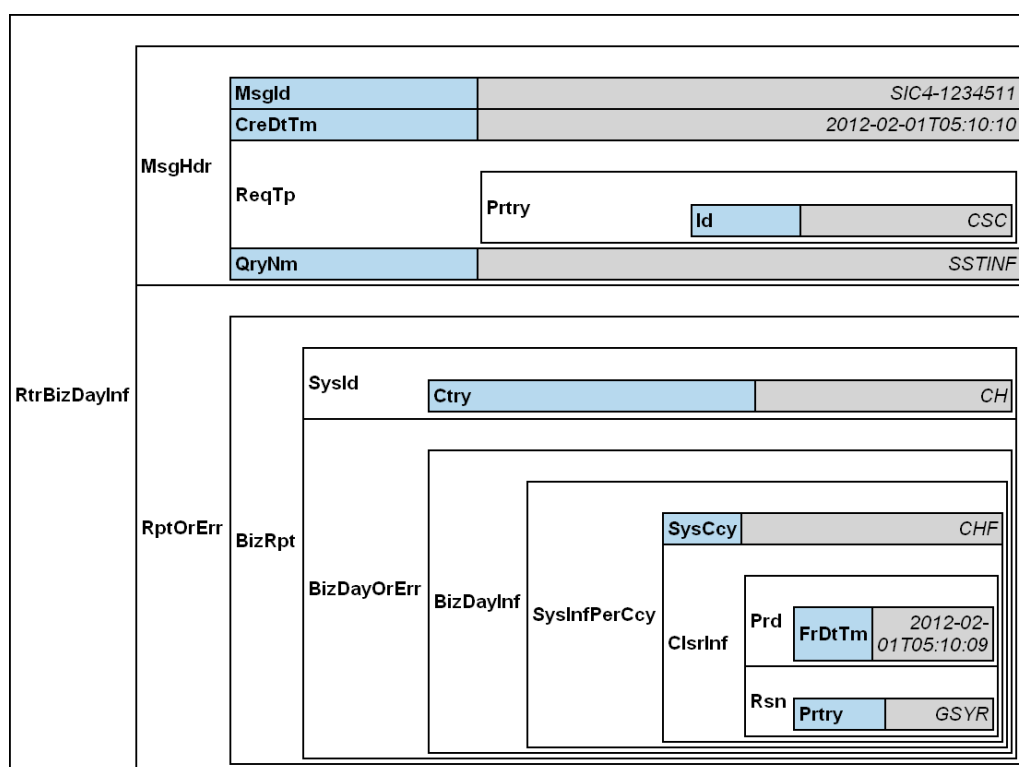 MsgId SIC4-1234511
CreDtTm 2012-02-01T05:10:10
MsgHdr
ReqTp
Prtry
Id CSC
QryNm SSTINF
RtrBizDayInf
SysId
Ctry CH
RptOrErr
BizRpt
BizDayOrErr
BizDayInf
SysInfPerCcy
SysCcy CHF
ClsrInf
Prd
FrDtTm 2012-02-
01T05:10:09
Rsn
Prtry GSYR